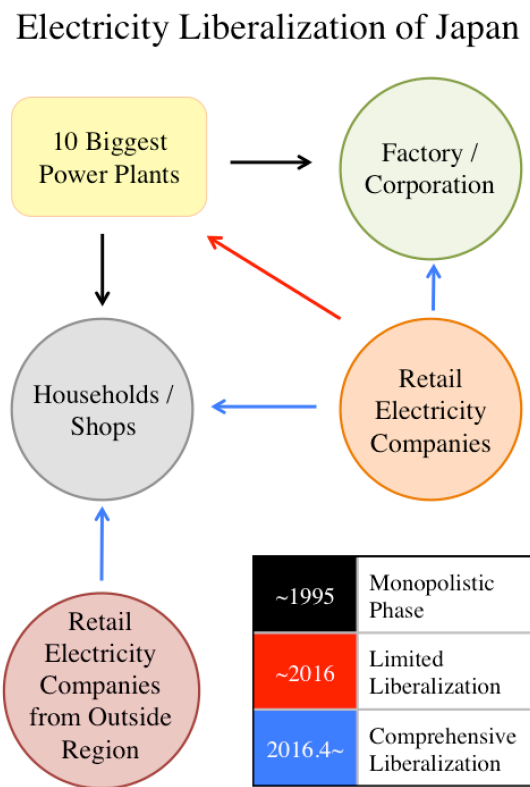 Electricity Liberalization of Japan
10 Biggest
Power Plants
Factory /
Corporation
Households /
Shops
Retail
Electricity
Companies
Retail
Electricity
Companies
from Outside
Region
~1995
Monopolistic
Phase
~2016
Limited
Liberalization
2016.4~
Comprehensive
Liberalization